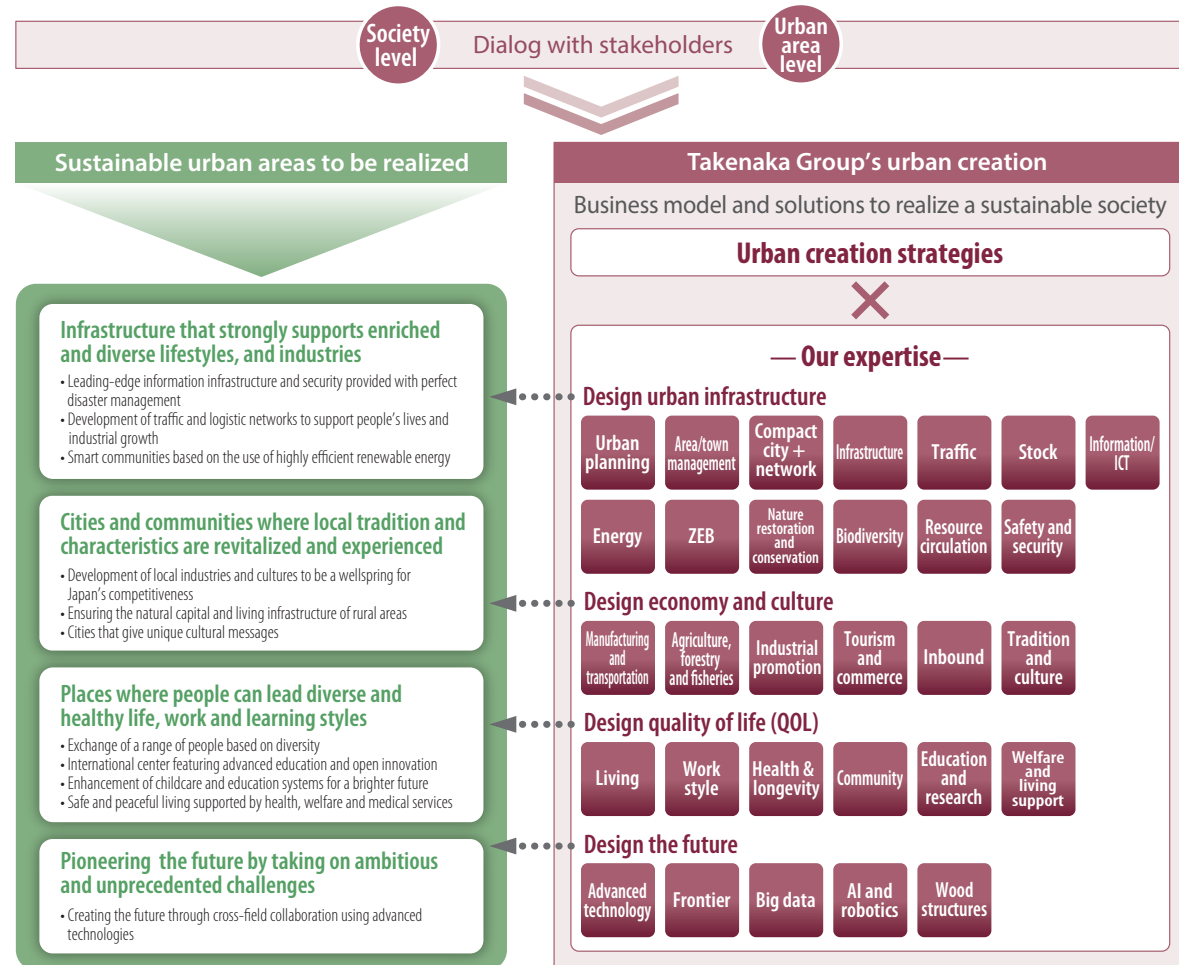 Society
level
Dialog with stakeholders
Urban
area
level
Sustainable urban areas to be realized
Infrastructure that strongly supports enriched
and diverse lifestyles, and industries
• Leading-edge information infrastructure and security provided with perfect
disaster management
• Development of traffic and logistic networks to support people's lives and
industrial growth
• Smart communities based on the use of highly efficient renewable energy
Cities and communities where local tradition and
characteristics are revitalized and experienced
• Development of local industries and cultures to be a wellspring for
Japan's competitiveness
• Ensuring the natural capital and living infrastructure of rural areas
• Cities that give unique cultural messages
Places where people can lead diverse and
healthy life, work and learning styles
• Exchange of a range of people based on diversity
• International center featuring advanced education and open innovation
• Enhancement of childcare and education systems for a brighter future
• Safe and peaceful living supported by health, welfare and medical services
Pioneering the future by taking on ambitious
and unprecedented challenges
• Creating the future through cross-field collaboration using advanced
technologies
Takenaka Group's urban creation
Business model and solutions to realize a sustainable society
Urban creation strategies
×
— Our expertise —
Design urban infrastructure
Urban
planning
Area/town
management
Compact
city +
network
Infrastructure
Traffic
Stock
Information/
ICT
Energy
ZEB
Nature
restoration
and
conservation
Biodiversity
Resource
circulation
Safety and
security
Design economy and culture
Manufacturing
and
transportation
Agriculture,
forestry
and fisheries
Industrial
promotion
Tourism
and
commerce
Inbound
Tradition
and
culture
Design quality of life (QOL)
Living
Work
style
Health &
longevity
Community
Education
and
research
Welfare
and
living
support
Design the future
Advanced
technology
Frontier
Big data
AI and
robotics
Wood
structures